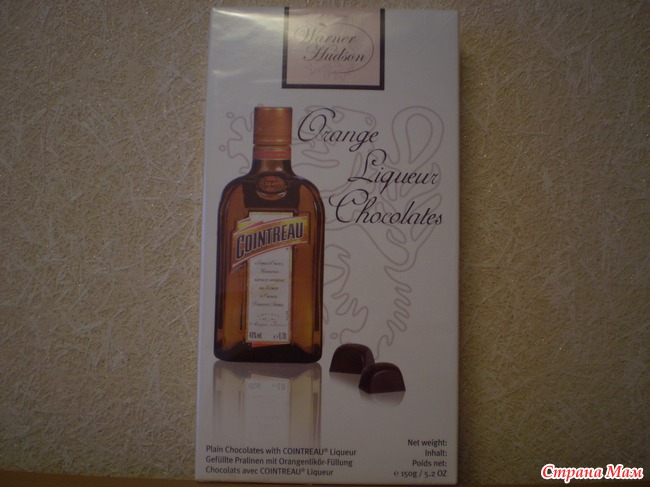 Warner
Hudson
Orange
Liqueur
Chocolates
COINTREAU
Plain Chocolates with COINTREAU® Liqueur
Gefüllte Pralinen mit Orangenlikör-Füllung
Chocolats avec COINTREAU® Liqueur
Net weight:
Inhalt:
Poids net:
e 150g / 5.2 OZ
Страна Мам